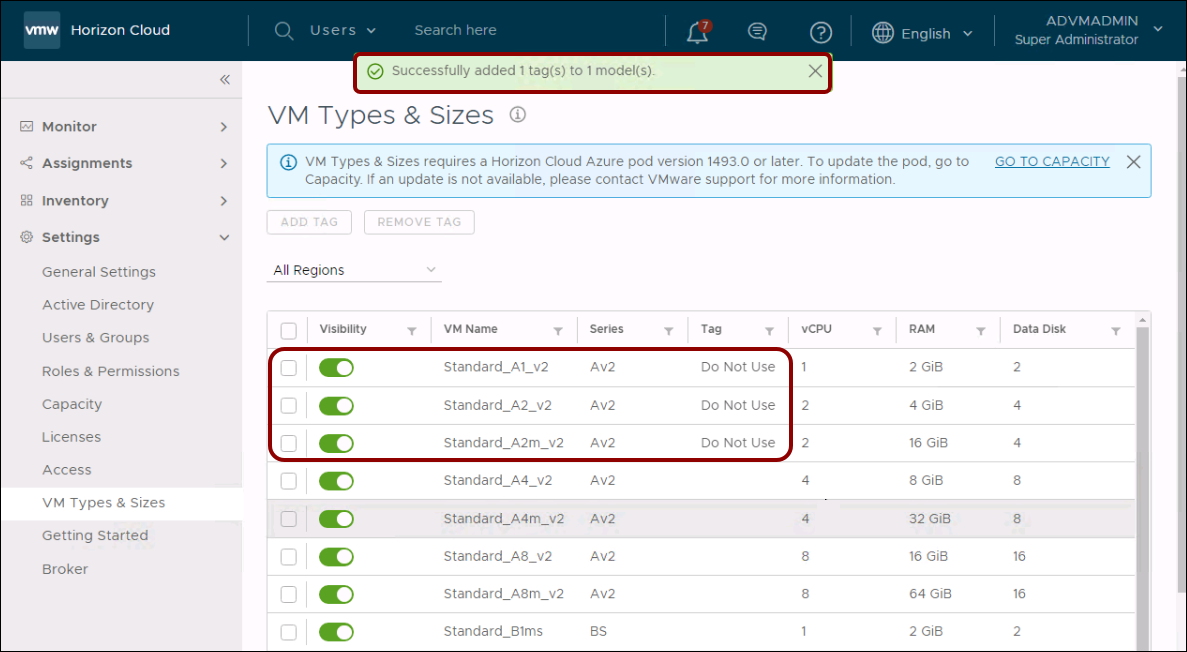 vmw Horizon Cloud Users Search here 7 English ADVMADMIN
Super Administrator
Successfully added 1 tag(s) to 1 model(s).
Monitor
Assignments
Inventory
Settings
General Settings
Active Directory
Users & Groups
Roles & Permissions
Capacity
Licenses
Access
VM Types & Sizes
Getting Started
Broker
VM Types & Sizes
VM Types & Sizes requires a Horizon Cloud Azure pod version 1493.0 or later. To update the pod, go to GO TO CAPACITY
Capacity. If an update is not available, please contact VMware support for more information.
ADD TAG REMOVE TAG
All Regions
Visibility VM Name Series Tag vCPU RAM Data Disk
Standard_A1_v2 Av2 Do Not Use 1 2 GiB 2
Standard_A2_v2 Av2 Do Not Use 2 4 GiB 4
Standard_A2m_v2 Av2 Do Not Use 2 16 GiB 4
Standard_A4_v2 Av2 4 8 GiB 8
Standard_A4m_v2 Av2 4 32 GiB 8
Standard_A8_v2 Av2 8 16 GiB 16
Standard_A8m_v2 Av2 8 64 GiB 16
Standard_B1ms BS 1 2 GiB 2